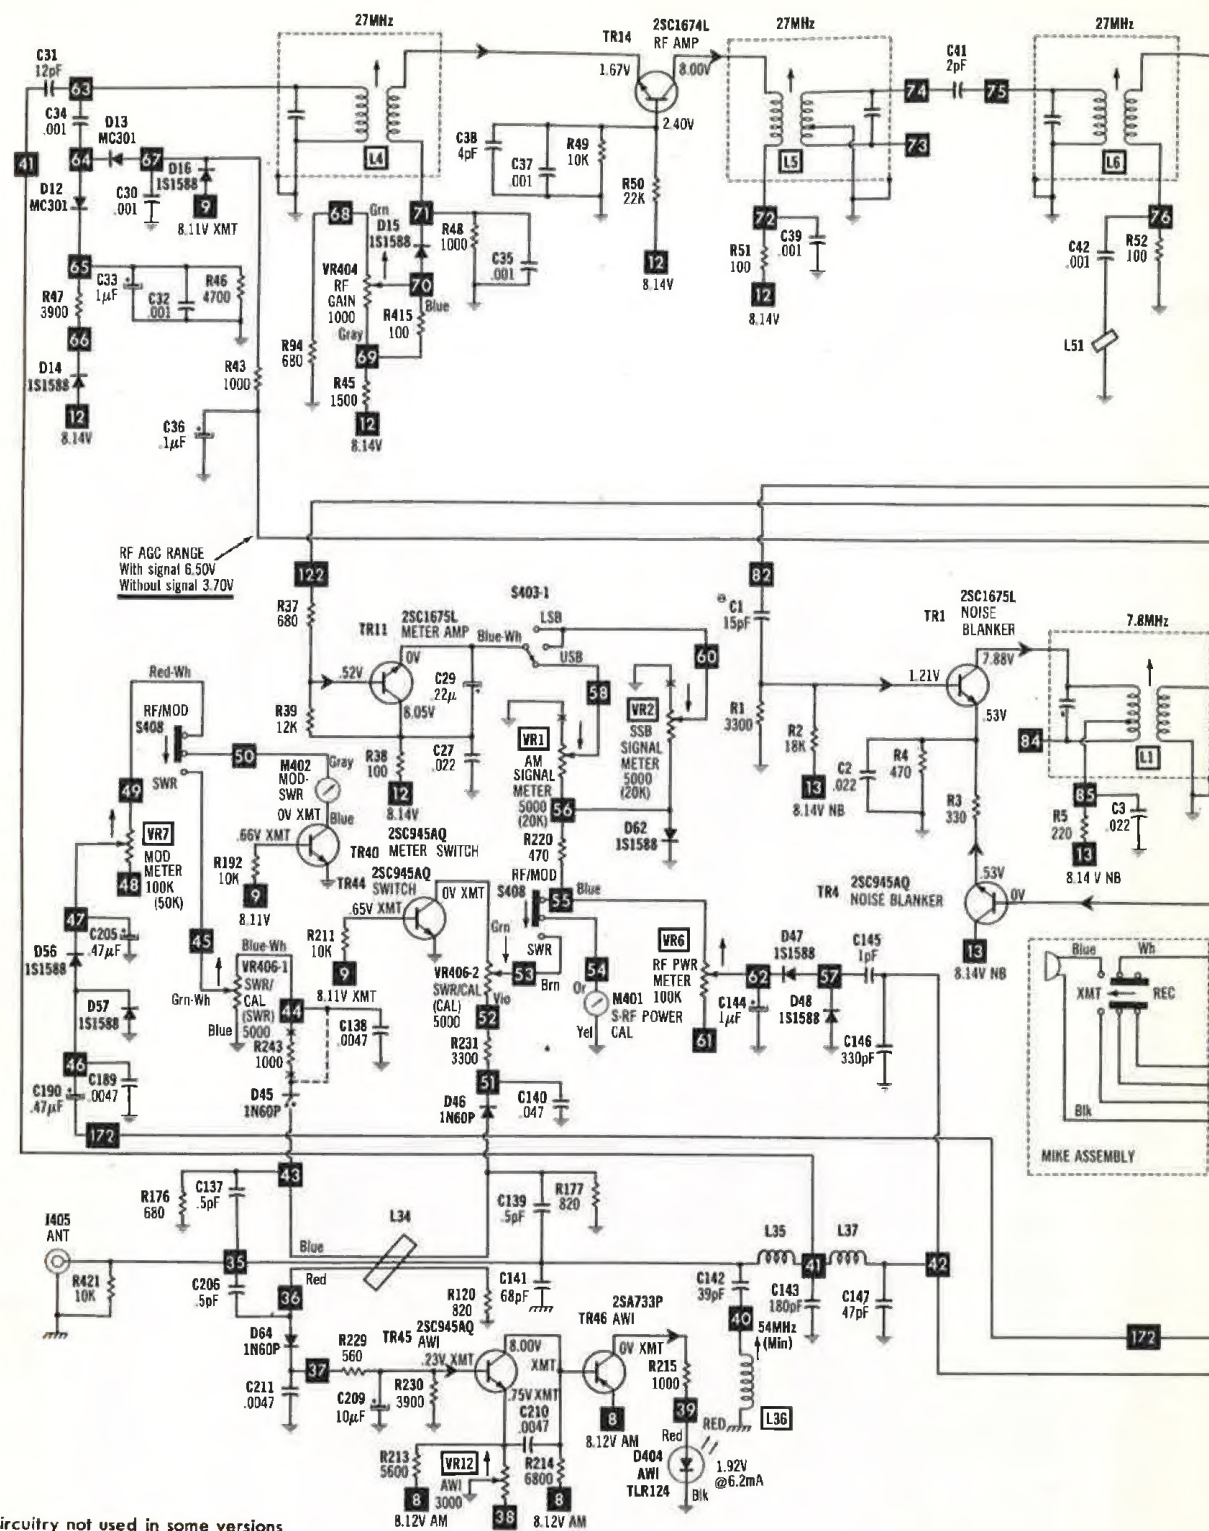 27MHz
2SC1674L
TR14 RF AMP
27MHz
27MHz
C31
12pF
63
1.67V
8.00V
C41
2pF
74
75
C34
.001
D13
MC301
2.40V
41
64
67
D16
1S1588
L4
C38
4pF
C37
.001
R49
10K
73
L5
L6
D12
MC301
C30
.001
9
8.11V XMT
R50
22K
68
Grn
71
D15
1S1588
R48
1000
72
C39
.001
76
65
C33
1µF
C32
.001
R46
4700
VR404
RF
GAIN
1000
C35
.001
12
8.14V
R51
100
C42
.001
R52
100
R47
3900
70
Blue
12
8.14V
66
R94
680
Gray
R415
100
L51
D14
1S1588
R43
1000
69
R45
1500
12
8.14V
C36
.1µF
12
8.14V
RF AGC RANGE
With signal 6.50V
Without signal 3.70V
122
82
R37
680
S403-1
C1
15pF
2SC1675L
TR1 NOISE
BLANKER
7.8MHz
TR11
2SC1675L
METER AMP
Blue-Wh
LSB
USB
60
0V
7.88V
Red-Wh
.52V
C29
.22µ
58
1.21V
RF/MOD
S408
R39
12K
8.05V
VR2
SSB
SIGNAL
METER
5000
(20K)
R1
3300
.53V
84
50
Gray
R38
100
C27
.022
VR1
AM
SIGNAL
METER
5000
(20K)
R2
18K
C2
.022
R4
470
L1
SWR
M402
MOD-
SWR
0V XMT
12
8.14V
13
8.14V NB
85
49
Blue
56
R3
330
R5
220
C3
.022
VR7
MOD
METER
100K
(50K)
.66V XMT
TR40
2SC945AQ
METER SWITCH
R220
470
D62
1S1588
13
8.14 V NB
48
R192
10K
TR44
2SC945AQ
SWITCH
0V XMT
RF/MOD
S408
55
Blue
.53V
TR4
2SC945AQ
NOISE BLANKER
0V
9
8.11V
.65V XMT
47
C205
.47µF
R211
10K
Grn
SWR
VR6
RF PWR
METER
100K
D47
1S1588
C145
1pF
13
8.14V NB
D56
1S1588
45
Blue-Wh
VR406-1
SWR/
CAL
(SWR)
5000
9
8.11V XMT
VR406-2
SWR/CAL
(CAL)
5000
53
Brn
54
Or
62
57
Blue
Wh
Grn-Wh
Vio
M401
S-RF POWER
CAL
C144
1µF
D48
1S1588
XMT
REC
D57
1S1588
44
52
Blue
C138
.0047
Yel
61
C146
330pF
R243
1000
R231
3300
46
C190
.47µF
C189
.0047
51
D45
1N60P
D46
1N60P
C140
.047
Blk
172
MIKE ASSEMBLY
43
R176
680
C137
.5pF
C139
.5pF
R177
820
J405
ANT
L34
L35
L37
Blue
35
41
42
R421
10K
C206
.5pF
Red
36
C141
68pF
C142
39pF
C143
180pF
C147
47pF
R120
820
2SA733P
TR46 AWI
40
54MHz
(Min)
172
D64
1N60P
R229
560
TR45
2SC945AQ
AWI
8.00V
0V XMT
37
.23V XMT
XMT
R215
1000
C211
.0047
C209
10µF
R230
3900
.75V XMT
C210
.0047
8
8.12V AM
39
RED
L36
Red
R213
5600
VR12
AWI
3000
R214
6800
D404
AWI
TLR124
1.92V
@6.2mA
Blk
8
8.12V AM
38
8
8.12V AM
ircuitry not used in some versions